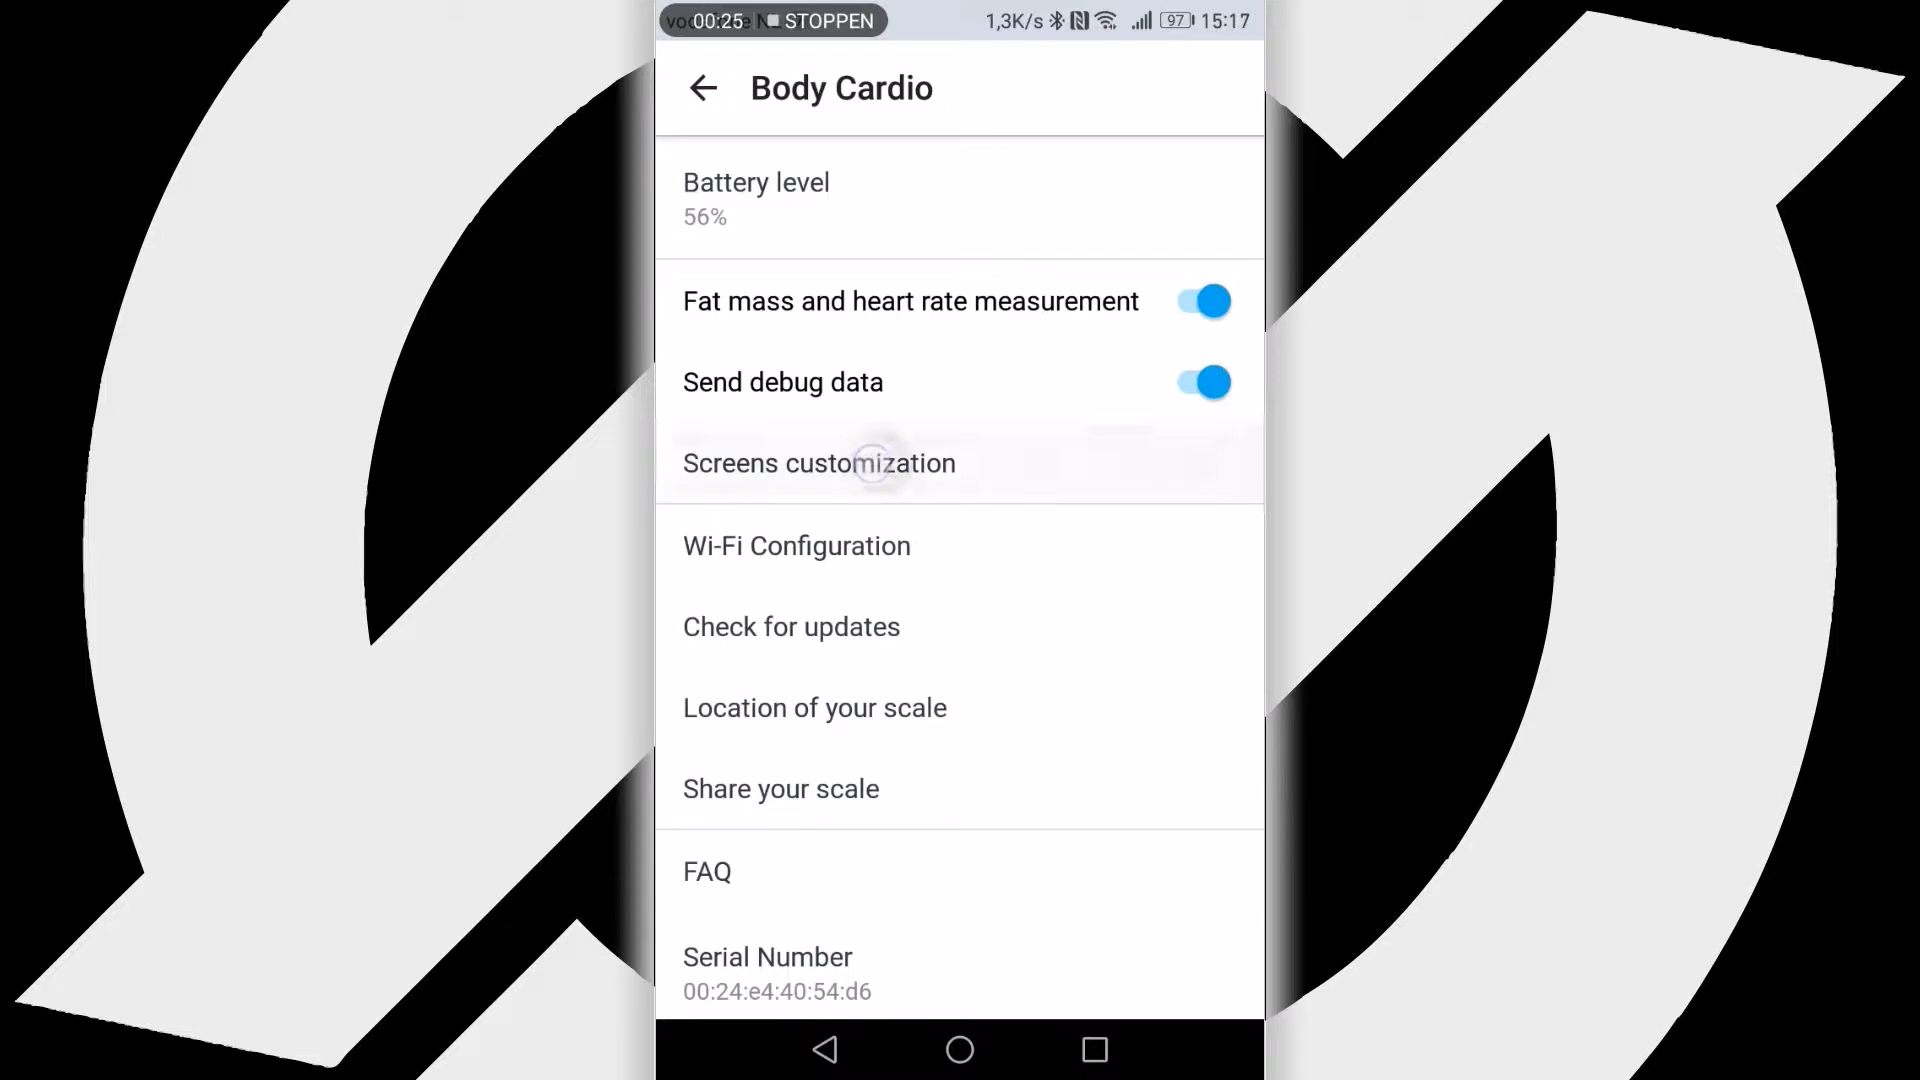 00:25 STOPPEN 1,3K/s 97 15:17
Body Cardio
Battery level
56%
Fat mass and heart rate measurement
Send debug data
Screens customization
Wi-Fi Configuration
Check for updates
Location of your scale
Share your scale
FAQ
Serial Number
00:24:e4:40:54:d6